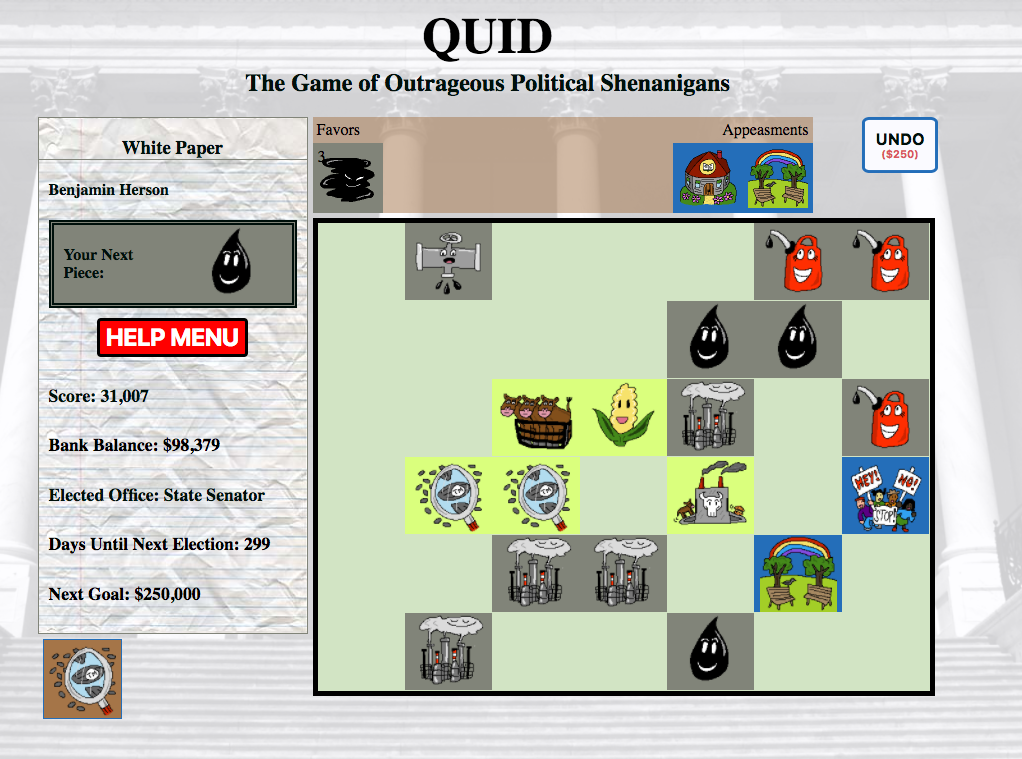 QUID
The Game of Outrageous Political Shenanigans
White Paper
Benjamin Herson
Your Next
Piece:
HELP MENU
Score: 31,007
Bank Balance: $98,379
Elected Office: State Senator
Days Until Next Election: 299
Next Goal: $250,000
Favors
Appeasments
3
UNDO
($250)
HEY!
NO!
STOP!